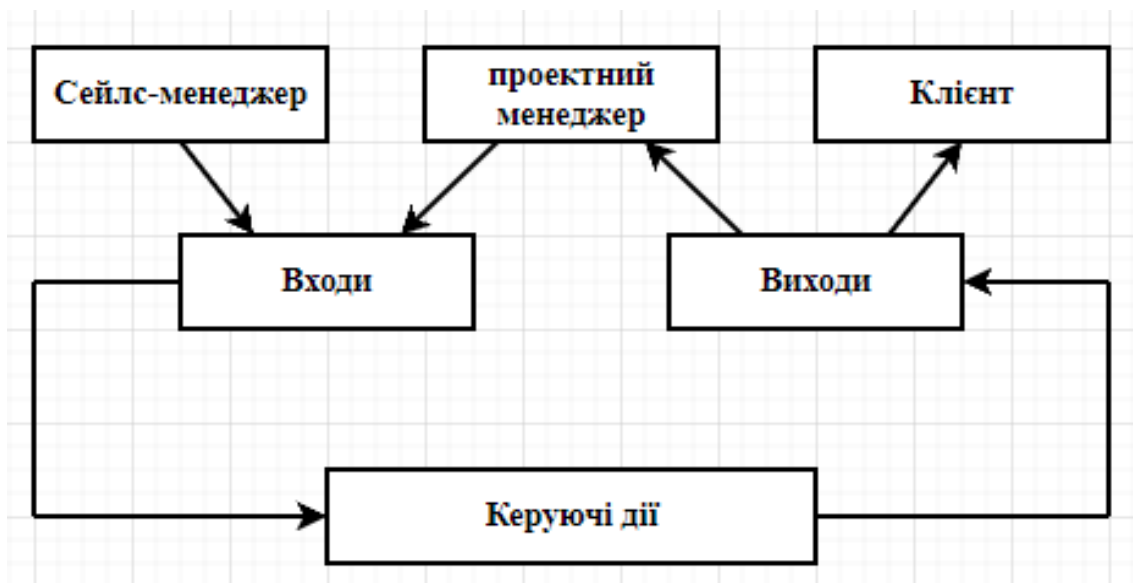 Сейлс-менеджер
проектний
менеджер
Клієнт
Входи
Виходи
Керуючі дії